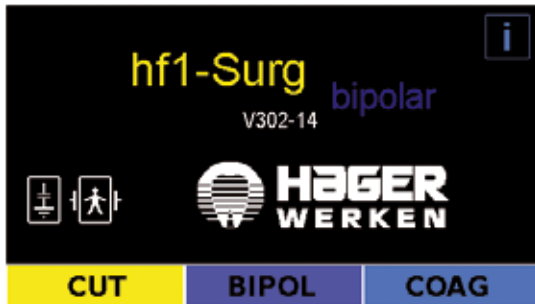 i
hf1-Surg
bipolar
V302-14
HAGER
WERKEN
CUT BIPOL COAG